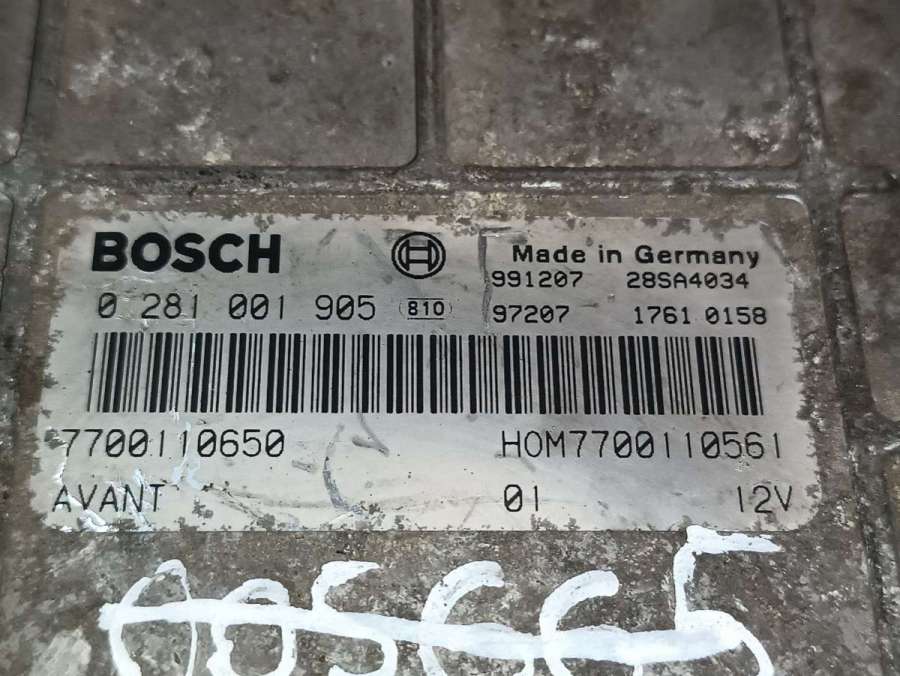 BOSCH
Made in Germany
991207 28SA4034
0 281 001 905 810
97207 1761 0158
7700110650 HOM7700110561
AVANT 01 12V
005665